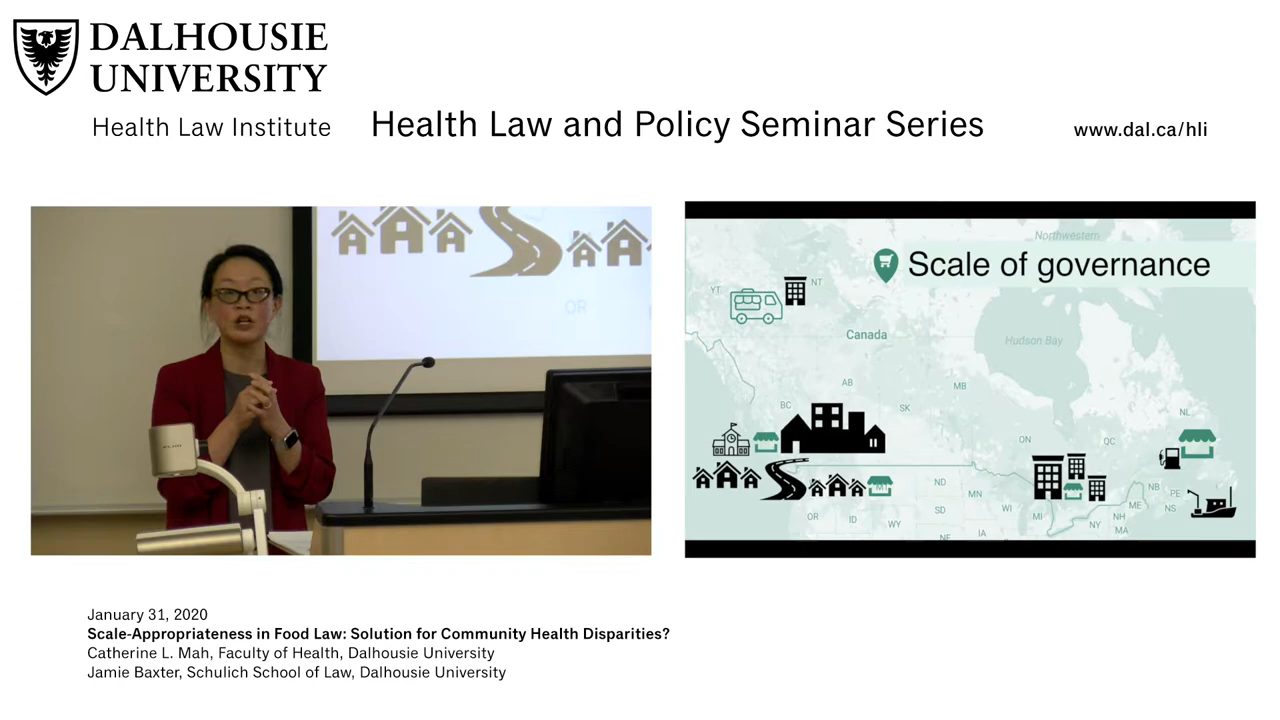 DALHOUSIE
UNIVERSITY
Health Law Institute
Health Law and Policy Seminar Series
www.dal.ca/hli
OR
Northwestern
Scale of governance
YT
NT
Canada
Hudson Bay
AB
MB
BC
SK
NL
ON
QC
ND
MN
NB
PE
OR
ID
WY
SD
WI
MI
ME
NS
NH
NY
MA
NE
IA
January 31, 2020
Scale-Appropriateness in Food Law: Solution for Community Health Disparities?
Catherine L. Mah, Faculty of Health, Dalhousie University
Jamie Baxter, Schulich School of Law, Dalhousie University